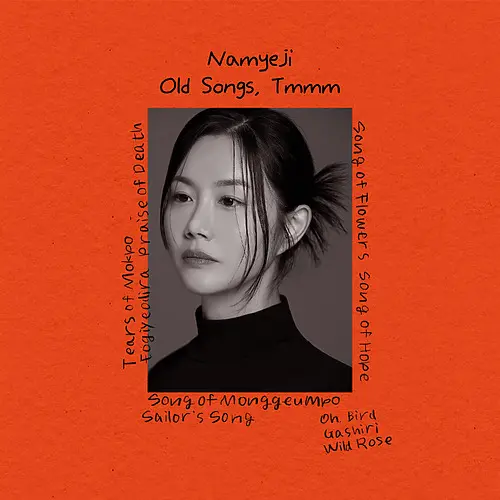 Namyeji
Old Songs, Tmmm
Tears of Mokpo
Eogiyeodira praise of Death
Song of Flowers Song of Hope
Song of Monggeumpo
Sailor's Song
Oh Bird
Gashiri
Wild Rose